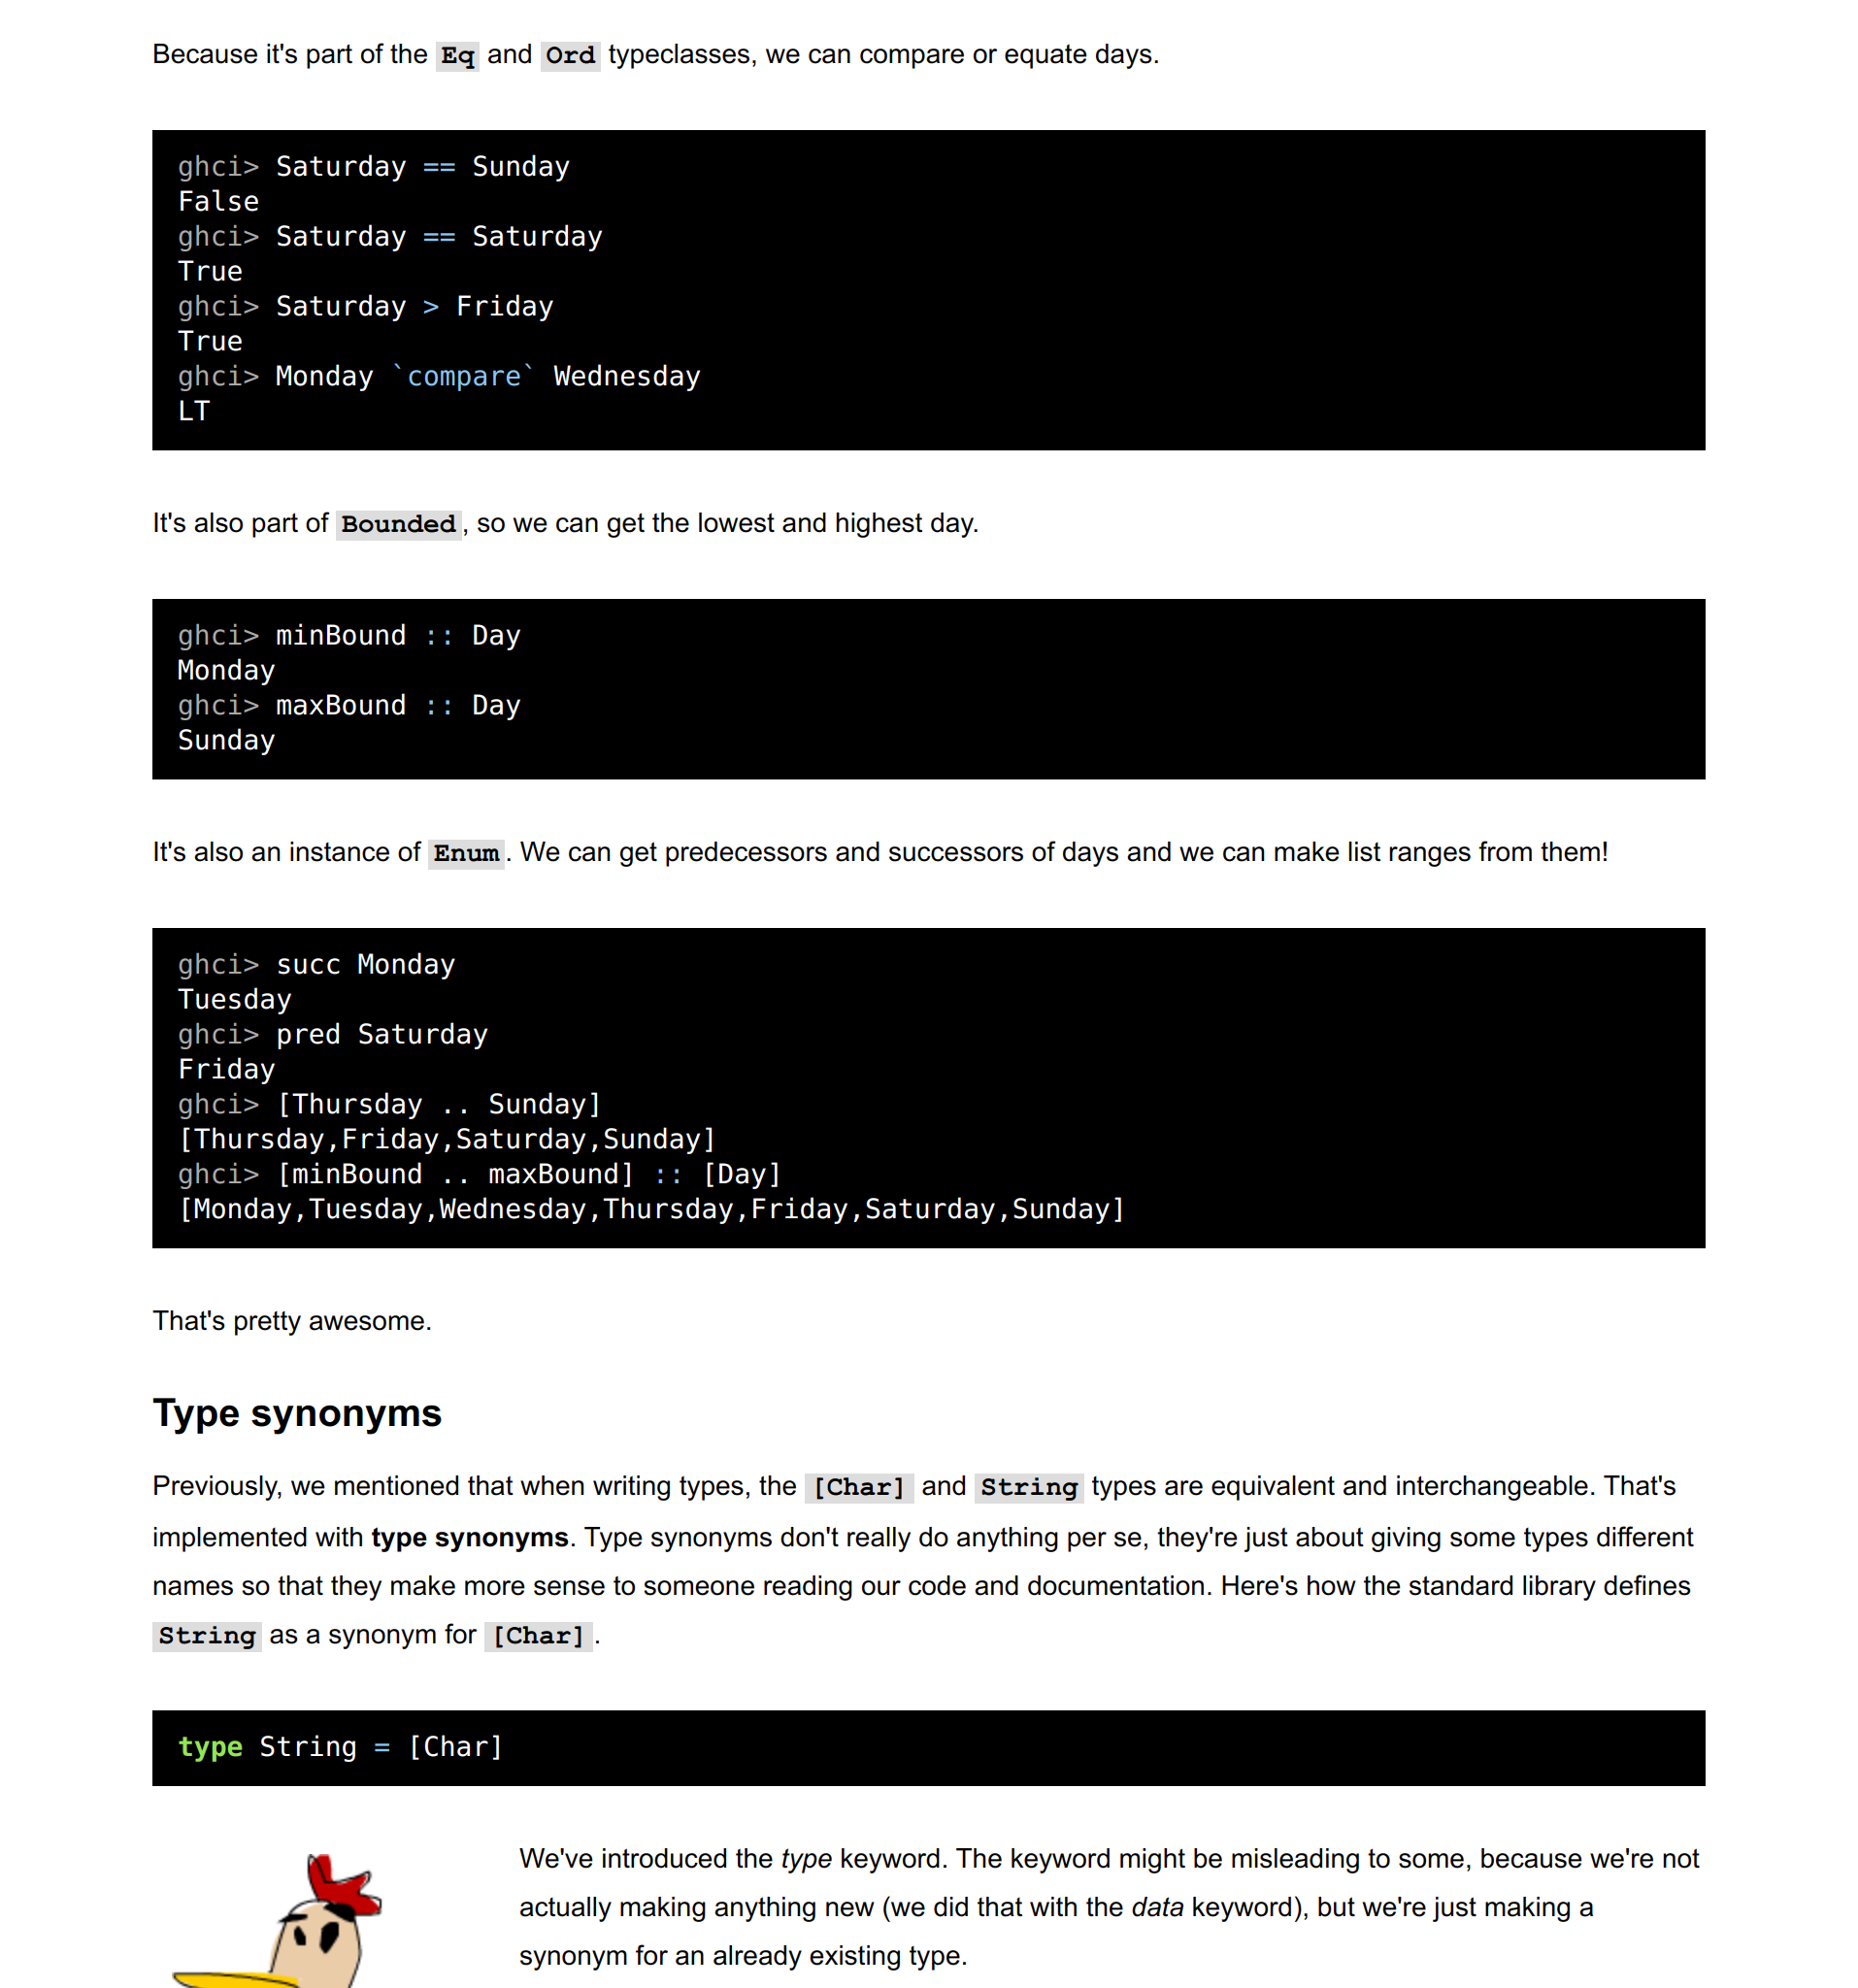 Because it's part of the Eq and Ord typeclasses, we can compare or equate days.
ghci> Saturday == Sunday
False
ghci> Saturday == Saturday
True
ghci> Saturday > Friday
True
ghci> Monday `compare` Wednesday
LT
It's also part of Bounded, so we can get the lowest and highest day.
ghci> minBound :: Day
Monday
ghci> maxBound :: Day
Sunday
It's also an instance of Enum. We can get predecessors and successors of days and we can make list ranges from them!
ghci> succ Monday
Tuesday
ghci> pred Saturday
Friday
ghci> [Thursday .. Sunday]
[Thursday,Friday,Saturday,Sunday]
ghci> [minBound .. maxBound] :: [Day]
[Monday,Tuesday,Wednesday,Thursday,Friday,Saturday,Sunday]
That's pretty awesome.
Type synonyms
Previously, we mentioned that when writing types, the [Char] and String types are equivalent and interchangeable. That's
implemented with type synonyms. Type synonyms don't really do anything per se, they're just about giving some types different
names so that they make more sense to someone reading our code and documentation. Here's how the standard library defines
String as a synonym for [Char].
type String = [Char]
We've introduced the type keyword. The keyword might be misleading to some, because we're not
actually making anything new (we did that with the data keyword), but we're just making a
synonym for an already existing type.